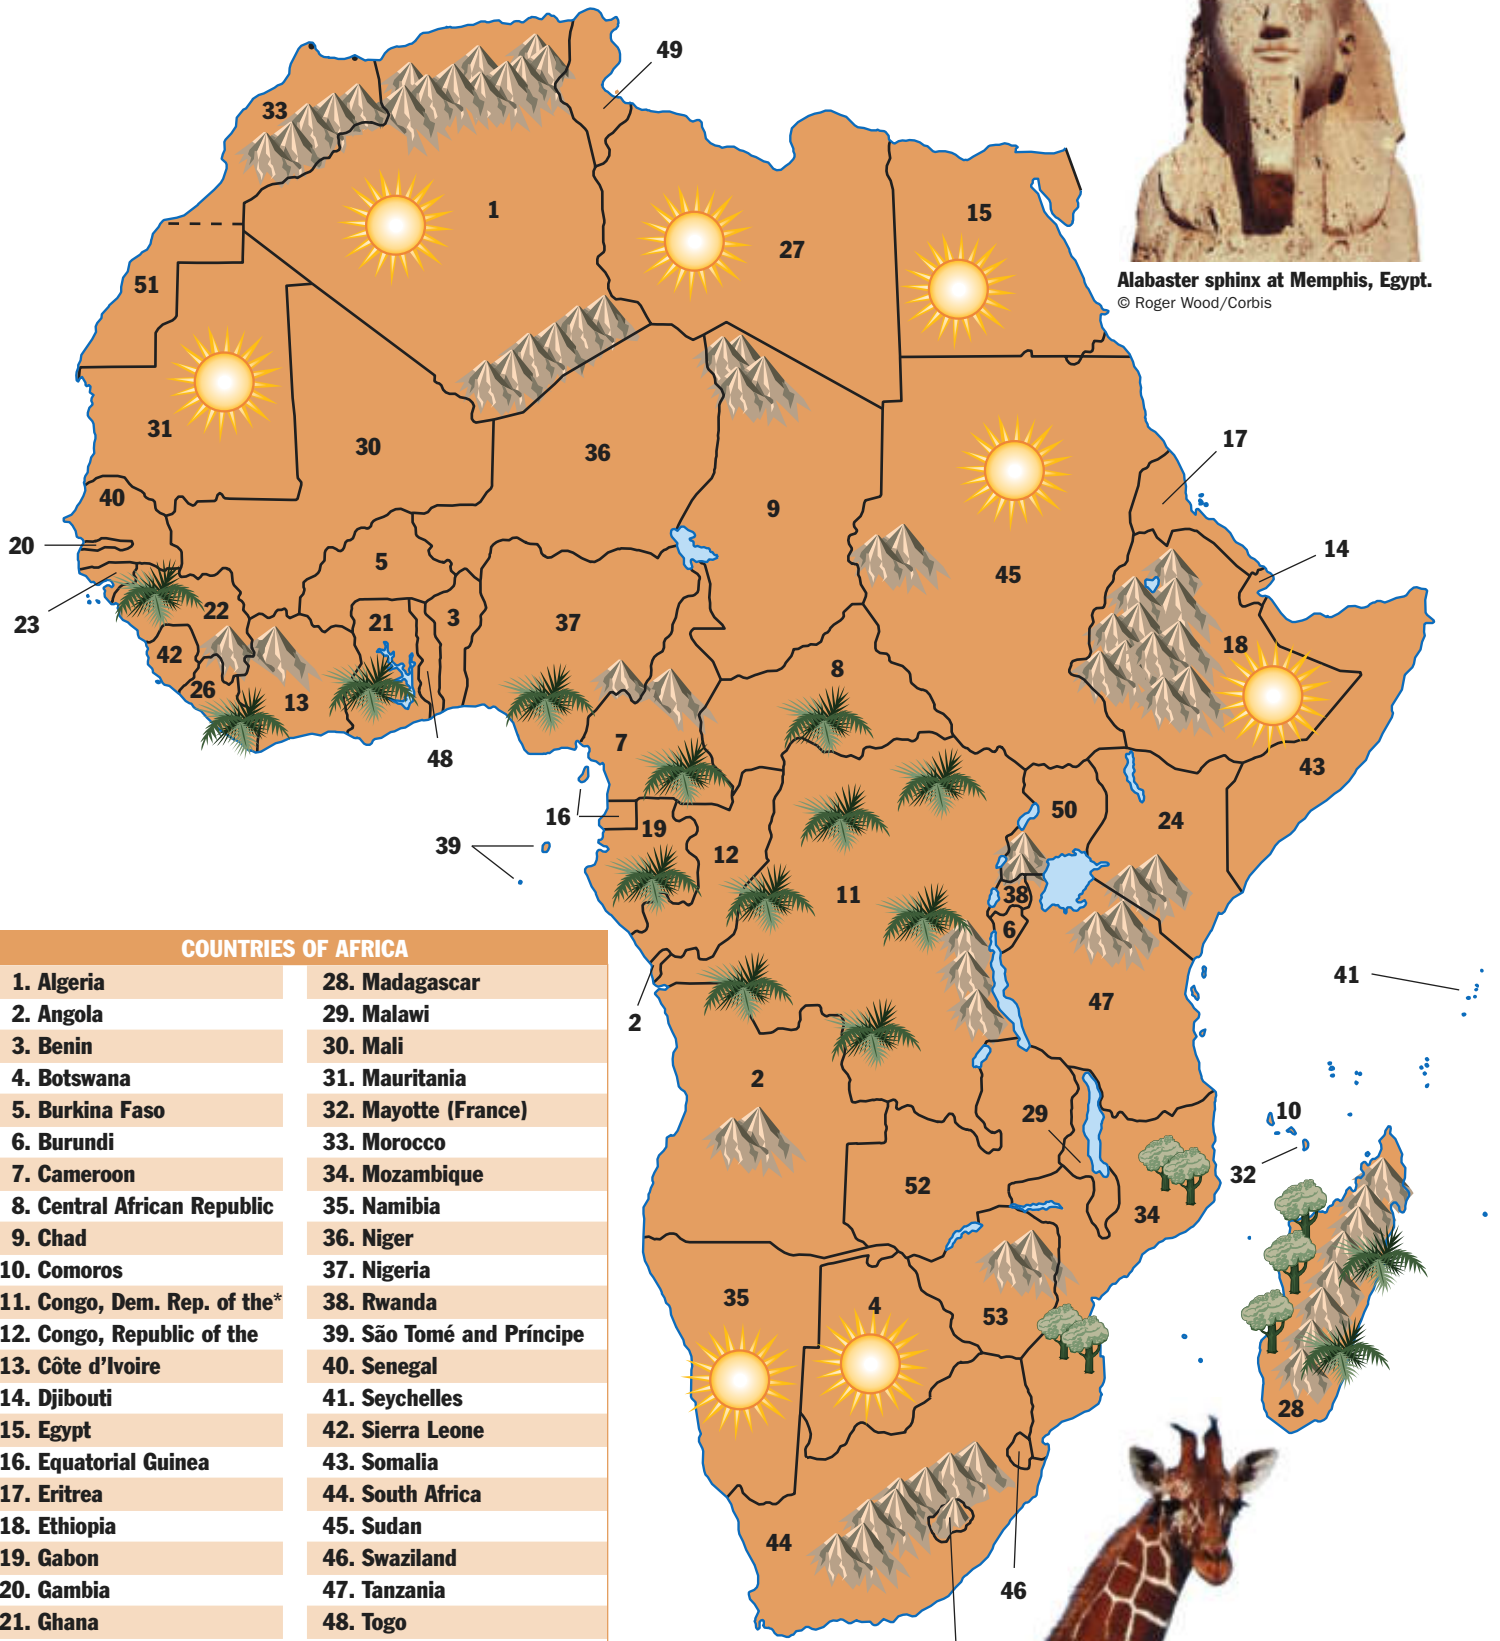 49
33
1
15
27
51
Alabaster sphinx at Memphis, Egypt.
© Roger Wood/Corbis
31
30
36
17
40
9
20
14
5
45
23
22
21
3
37
18
42
8
26
13
7
48
43
16
50
19
24
39
12
11
38
6
41
47
2
2
10
29
32
52
34
35
4
53
28
44
46
COUNTRIES OF AFRICA
1. Algeria
2. Angola
3. Benin
4. Botswana
5. Burkina Faso
6. Burundi
7. Cameroon
8. Central African Republic
9. Chad
10. Comoros
11. Congo, Dem. Rep. of the*
12. Congo, Republic of the
13. Côte d’Ivoire
14. Djibouti
15. Egypt
16. Equatorial Guinea
17. Eritrea
18. Ethiopia
19. Gabon
20. Gambia
21. Ghana
28. Madagascar
29. Malawi
30. Mali
31. Mauritania
32. Mayotte (France)
33. Morocco
34. Mozambique
35. Namibia
36. Niger
37. Nigeria
38. Rwanda
39. São Tomé and Príncipe
40. Senegal
41. Seychelles
42. Sierra Leone
43. Somalia
44. South Africa
45. Sudan
46. Swaziland
47. Tanzania
48. Togo